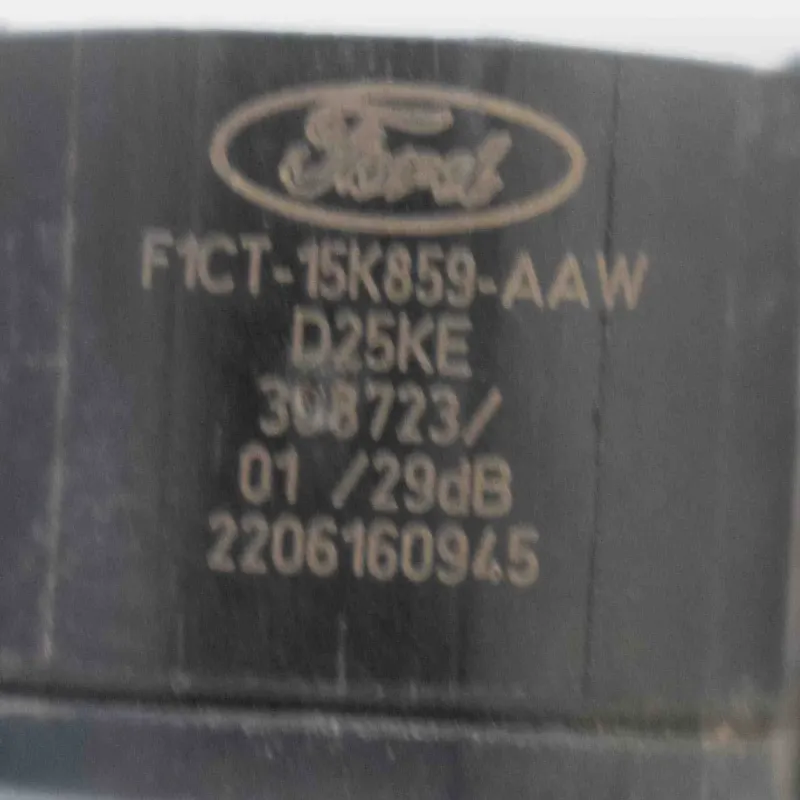 Ford
F1CT-15K859-AAW
D25KE
308723/
01 /29dB
2206160945